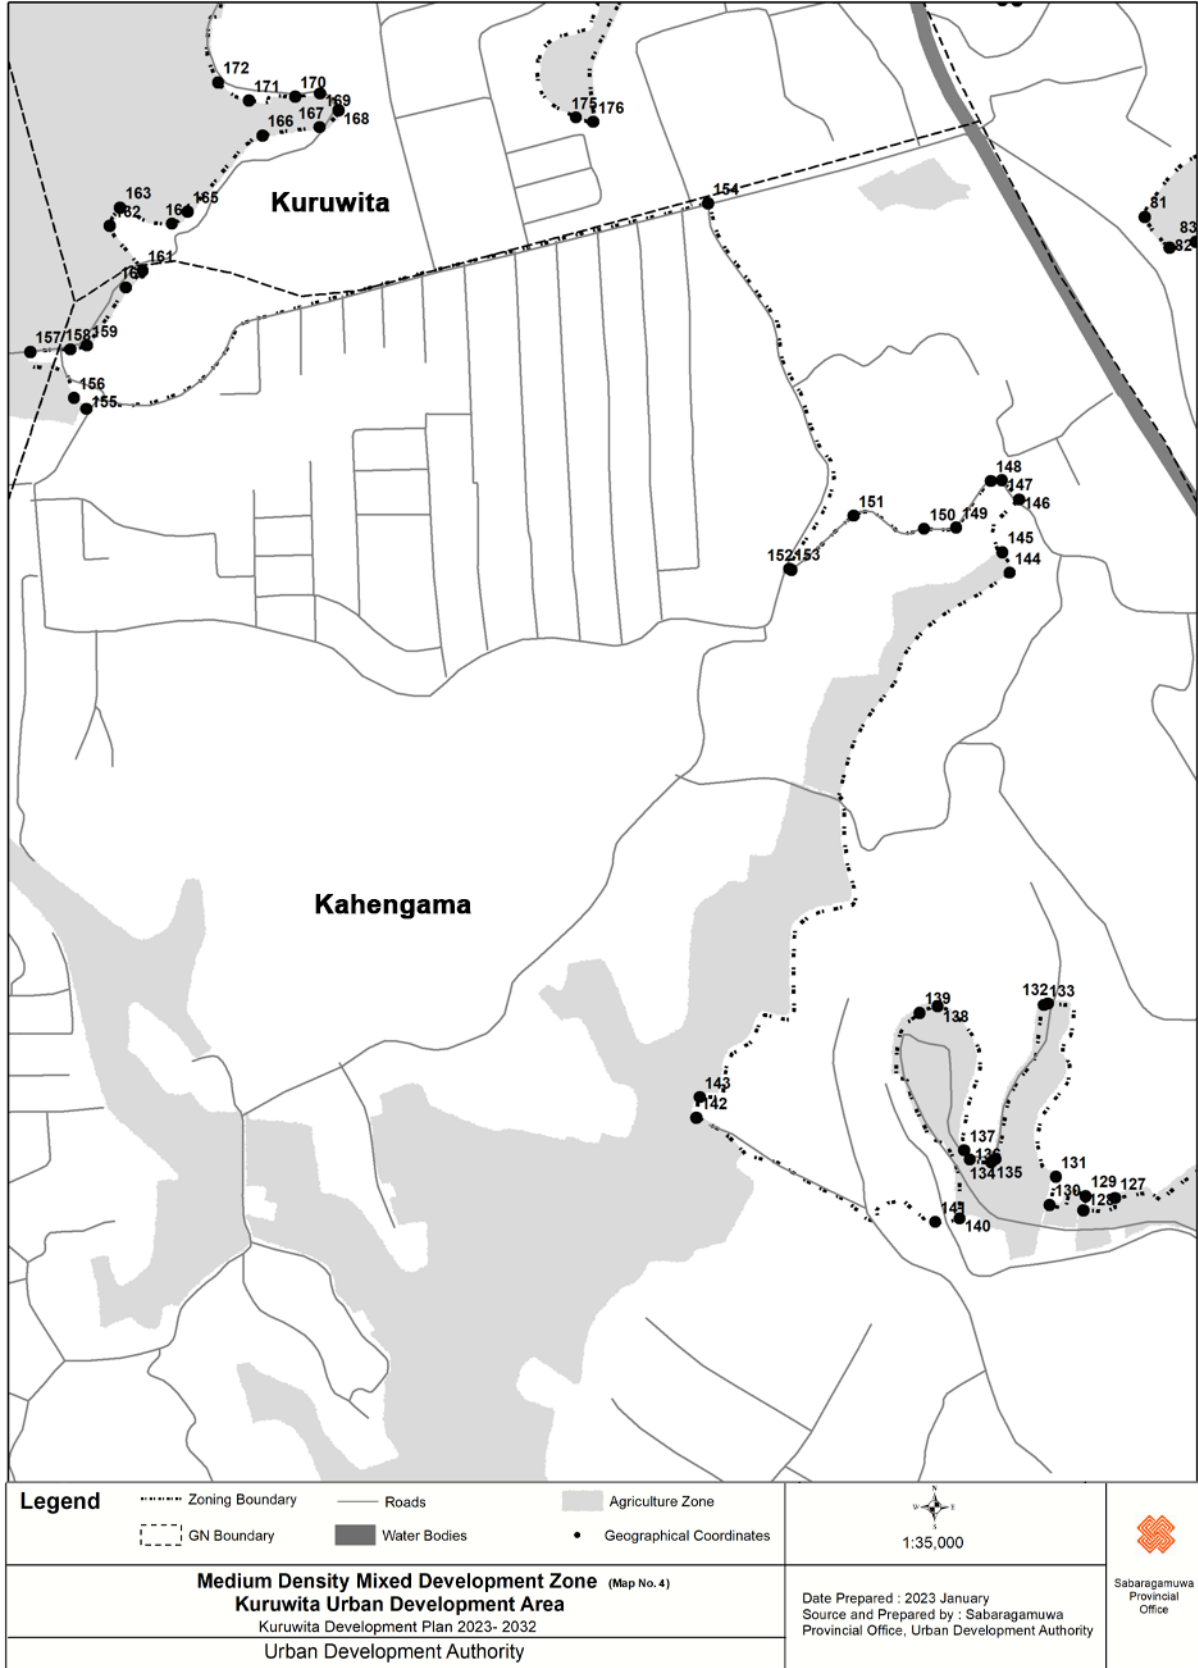 172
171
170
169
168
167
166
175
176
163
162
164
165
Kuruwita
154
161
160
81
83
82
157
158
159
156
155
148
147
146
151
150
149
145
144
152
153
Kahengama
132
133
139
138
143
142
137
136
134
135
131
130
129
128
127
141
140
Legend
Zoning Boundary
Roads
Agriculture Zone
GN Boundary
Water Bodies
Geographical Coordinates
N
W
E
S
1:35,000
Medium Density Mixed Development Zone (Map No. 4)
Kuruwita Urban Development Area
Kuruwita Development Plan 2023- 2032
Urban Development Authority
Date Prepared : 2023 January
Source and Prepared by : Sabaragamuwa
Provincial Office, Urban Development Authority
Sabaragamuwa
Provincial
Office